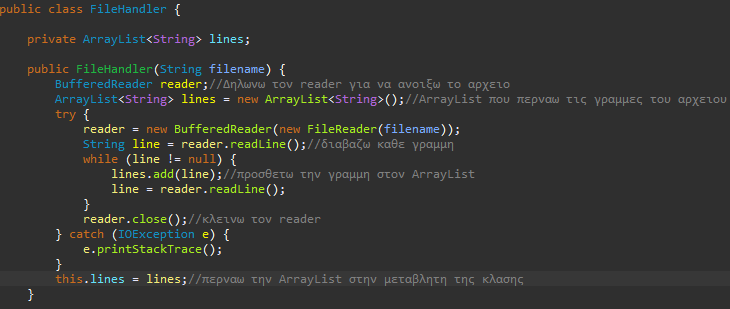 public class FileHandler {
private ArrayList<String> lines;
public FileHandler(String filename) {
BufferedReader reader;//Δηλωνω τον reader για να ανοιξω το αρχειο
ArrayList<String> lines = new ArrayList<String>();//ArrayList που περναω τις γραμμες του αρχειου
try {
reader = new BufferedReader(new FileReader(filename));
String line = reader.readLine();//διαβαζω καθε γραμμη
while (line != null) {
lines.add(line);//προσθετω την γραμμη στον ArrayList
line = reader.readLine();
}
reader.close();//κλεινω τον reader
} catch (IOException e) {
e.printStackTrace();
}
this.lines = lines;//περναω την ArrayList στην μεταβλητη της κλασης
}